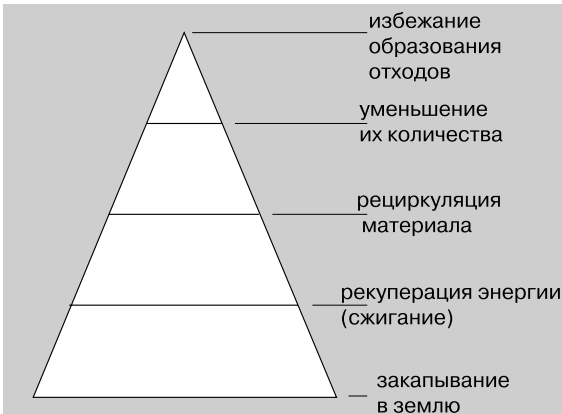 избежание
образования
отходов
уменьшение
их количества
рециркуляция
материала
рекуперация энергии
(сжигание)
закапывание
в землю